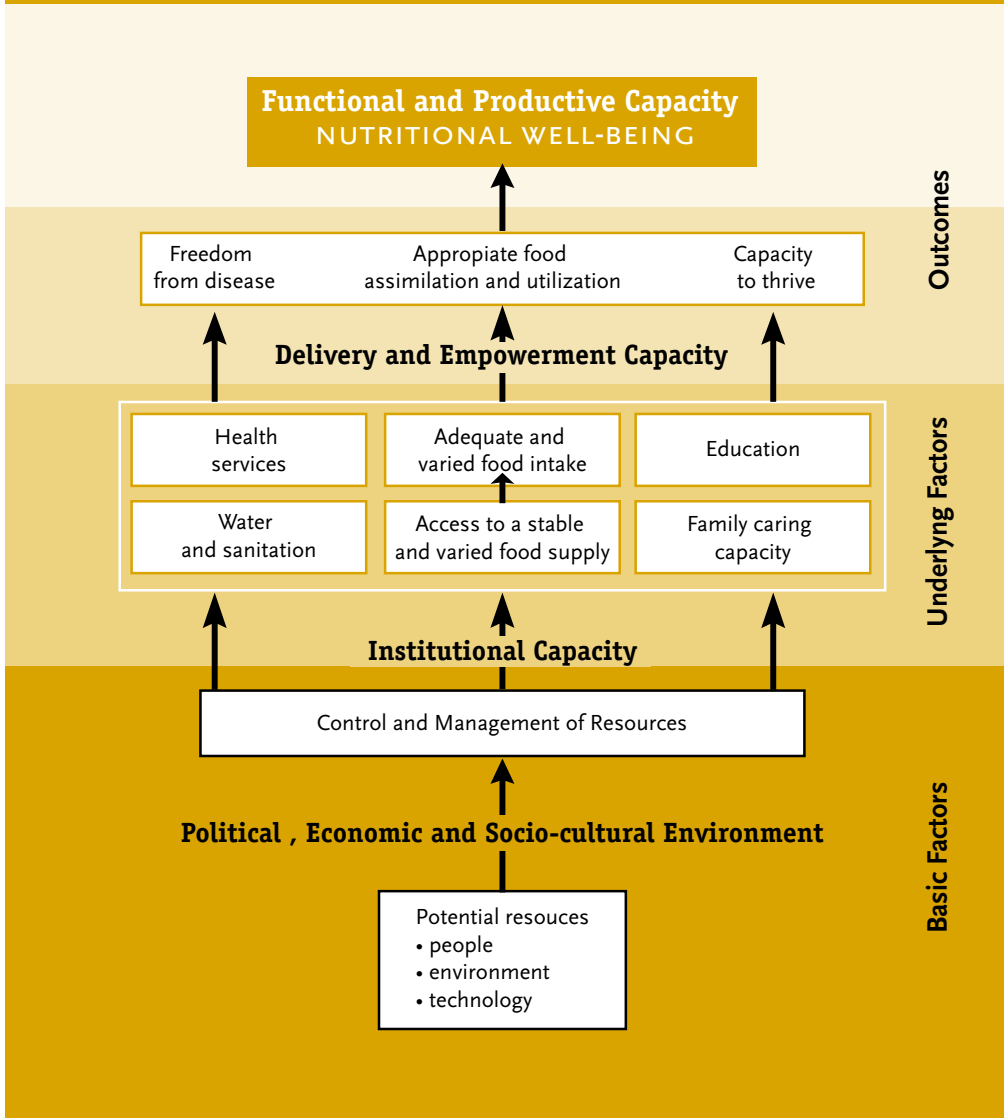 Functional and Productive Capacity
NUTRITIONAL WELL-BEING
Outcomes
Freedom
from disease
Appropiate food
assimilation and utilization
Capacity
to thrive
Delivery and Empowerment Capacity
Underlyng Factors
Health
services
Adequate and
varied food intake
Education
Water
and sanitation
Access to a stable
and varied food supply
Family caring
capacity
Institutional Capacity
Control and Management of Resources
Basic Factors
Political , Economic and Socio-cultural Environment
Potential resouces
• people
• environment
• technology